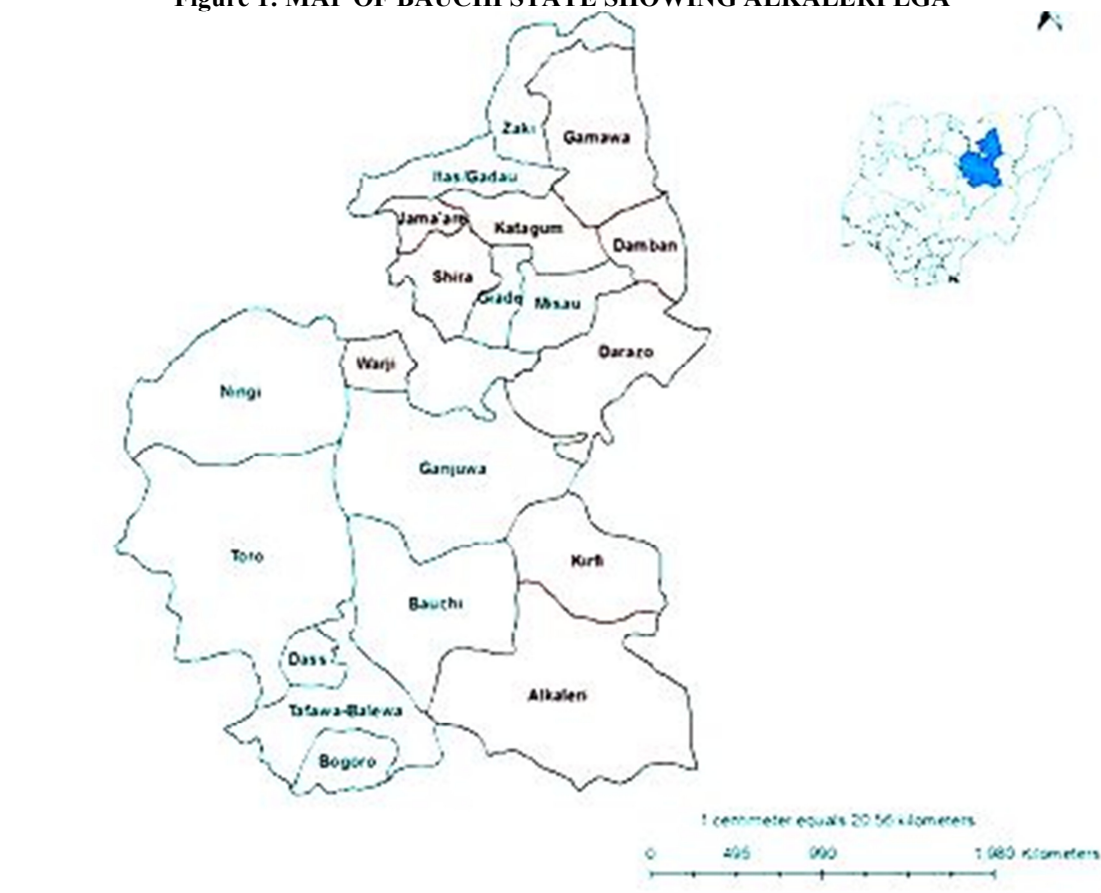 Figure 1: MAP OF BAUCHI STATE SHOWING ALKALERI LGA
Zaki
Gamawa
Itas/Gadau
Jama'are
Katagum
Damban
Shira
Giade
Misau
Darazo
Warji
Ningi
Ganjuwa
Toro
Kirfi
Bauchi
Dass
Alkaleri
Tafawa-Balewa
Bogoro
1 centimeter equals 20.56 kilometers
0 495 990 1,980 Kilometers